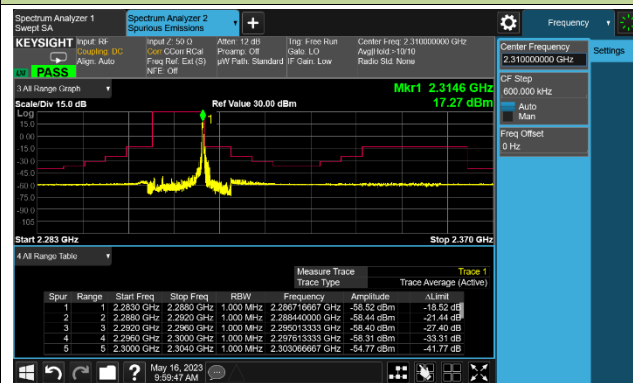 Spectrum Analyzer 1
Swept SA
Spectrum Analyzer 2
Spurious Emissions
Frequency
KEYSIGHT
Input: RF
Coupling: DC
Align: Auto
Input Z: 50 Ω
Corr CCorr RCal
Freq Ref: Ext (S)
NFE: Off
Atten: 12 dB
Preamp: Off
µW Path: Standard
Trig: Free Run
Gate: LO
IF Gain: Low
Center Freq: 2.310000000 GHz
Avg|Hold:>10/10
Radio Std: None
LXI
PASS
Center Frequency
2.310000000 GHz
Settings
CF Step
600.000 kHz
Auto
Man
Freq Offset
0 Hz
3 All Range Graph
Mkr1 2.3146 GHz
17.27 dBm
Scale/Div 15.0 dB
Ref Value 30.00 dBm
Log
15.0
0.00
-15.0
-30.0
-45.0
-60.0
-75.0
-90.0
-105
1
Start 2.283 GHz
Stop 2.370 GHz
4 All Range Table
Measure Trace
Trace 1
Trace Type
Trace Average (Active)
Spur Range Start Freq Stop Freq RBW Frequency Amplitude ΔLimit
1 1 2.2830 GHz 2.2880 GHz 1.000 MHz 2.286716667 GHz -58.52 dBm -18.52 dB
2 2 2.2880 GHz 2.2920 GHz 1.000 MHz 2.288440000 GHz -58.44 dBm -21.44 dB
3 3 2.2920 GHz 2.2960 GHz 1.000 MHz 2.295013333 GHz -58.40 dBm -27.40 dB
4 4 2.2960 GHz 2.3000 GHz 1.000 MHz 2.297613333 GHz -58.31 dBm -33.31 dB
5 5 2.3000 GHz 2.3040 GHz 1.000 MHz 2.303066667 GHz -54.77 dBm -41.77 dB
May 16, 2023
9:59:47 AM